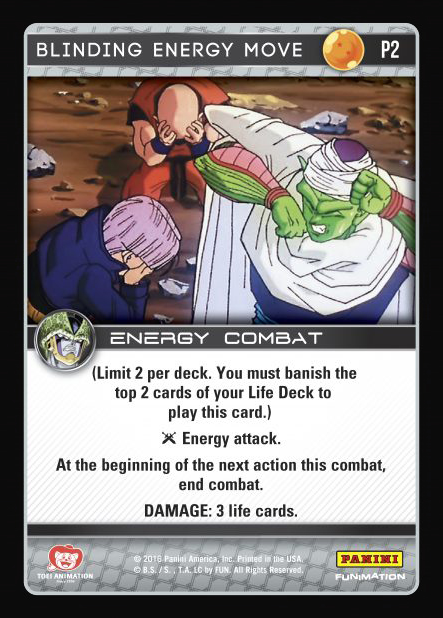 BLINDING ENERGY MOVE P2
ENERGY COMBAT
(Limit 2 per deck. You must banish the
top 2 cards of your Life Deck to
play this card.)
Energy attack.
At the beginning of the next action this combat,
end combat.
DAMAGE: 3 life cards.
TOEI ANIMATION
© 2016 Panini America, Inc. Printed in the USA.
© B.S. / S. , T.A. LC by FUN. All Rights Reserved.
PANINI
FUNIMATION